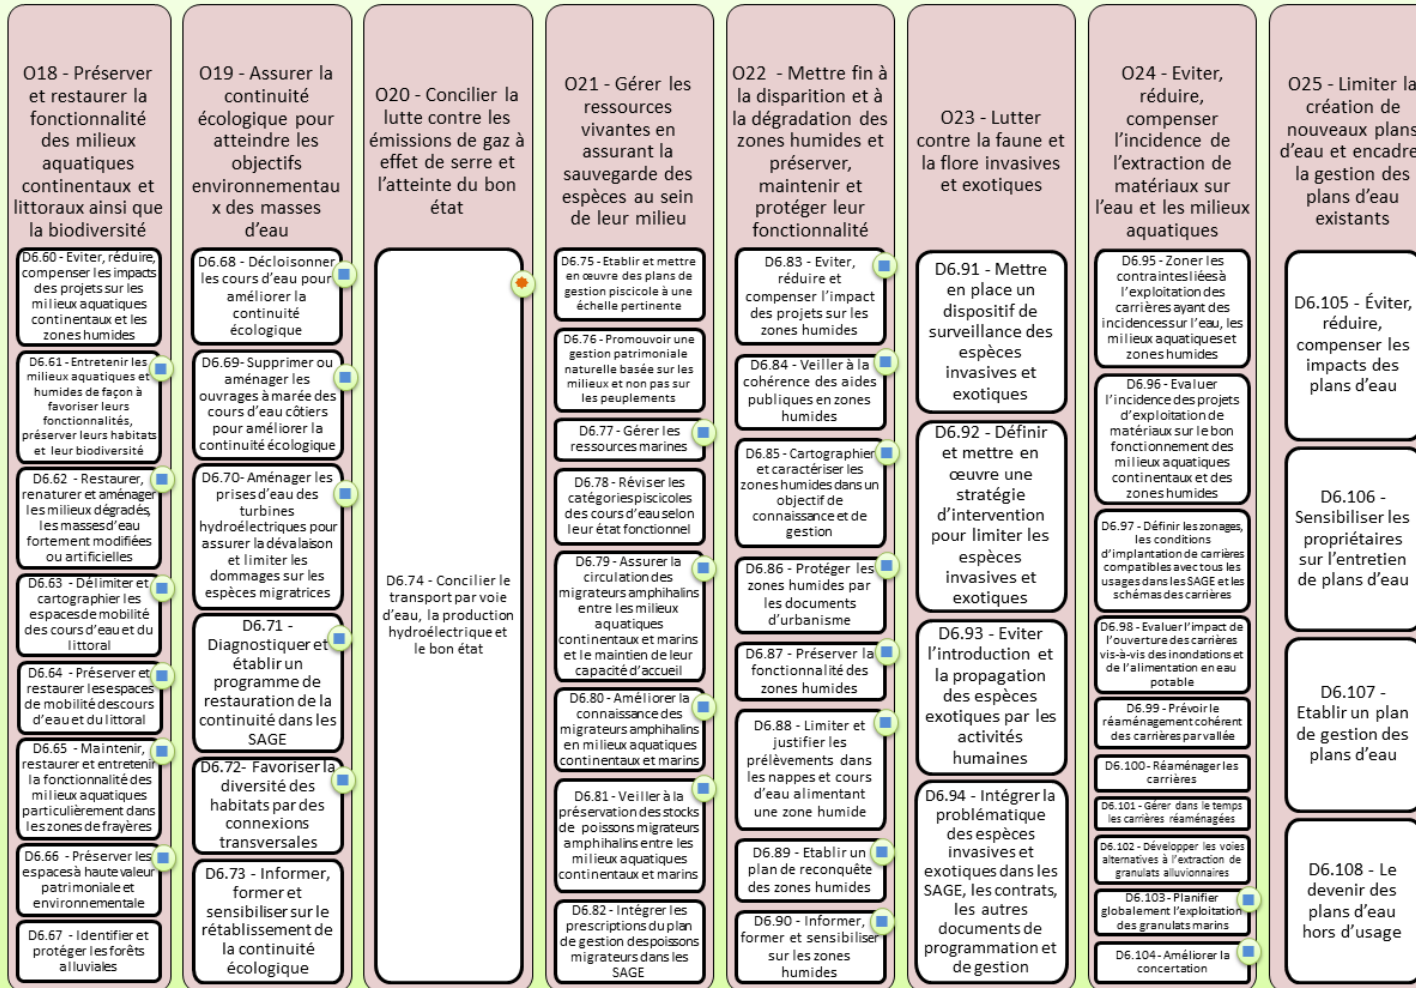 O18 - Préserver
et restaurer la
fonctionnalité
des milieux
aquatiques
continentaux et
littoraux ainsi que
la biodiversité
D6.60 - Eviter, réduire,
compenser les impacts
des projets sur les
milieux aquatiques
continentaux et les
zones humides
D6.61 - Entretenir les
milieux aquatiques et
humides de façon à
favoriser leurs
fonctionnalités,
préserver leurs habitats
et leur biodiversité
D6.62 - Restaurer,
renaturer et aménager
les milieux dégradés,
les masses d'eau
fortement modifiées
ou artificielles
D6.63 - Délimiter et
cartographier les
espaces de mobilité
des cours d'eau et du
littoral
D6.64 - Préserver et
restaurer les espaces
de mobilité des cours
d'eau et du littoral
D6.65 - Maintenir,
restaurer et entretenir
la fonctionnalité des
milieux aquatiques
particulièrement dans
les zones de frayères
D6.66 - Préserver les
espaces à haute valeur
patrimoniale et
environnementale
D6.67 - Identifier et
protéger les forêts
alluviales
O19 - Assurer la
continuité
écologique pour
atteindre les
objectifs
environnementau
x des masses
d'eau
D6.68 - Décloisonner
les cours d'eau pour
améliorer la
continuité
écologique
D6.69- Supprimer ou
aménager les
ouvrages à marée des
cours d'eau côtiers
pour améliorer la
continuité écologique
D6.70- Aménager les
prises d'eau des
turbines
hydroélectriques pour
assurer la dévalaison
et limiter les
dommages sur les
espèces migratrices
D6.71 -
Diagnostiquer et
établir un
programme de
restauration de la
continuité dans les
SAGE
D6.72- Favoriser la
diversité des
habitats par des
connexions
transversales
D6.73 - Informer,
former et
sensibiliser sur le
rétablissement de
la continuité
écologique
O20 - Concilier la
lutte contre les
émissions de gaz à
effet de serre et
l'atteinte du bon
état
D6.74 - Concilier le
transport par voie
d'eau, la production
hydroélectrique et
le bon état
O21 - Gérer les
ressources
vivantes en
assurant la
sauvegarde des
espèces au sein
de leur milieu
D6.75 - Etablir et mettre
en œuvre des plans de
gestion piscicole à une
échelle pertinente
D6.76 - Promouvoir une
gestion patrimoniale
naturelle basée sur les
milieux et non pas sur
les peuplements
D6.77 - Gérer les
ressources marines
D6.78 - Réviser les
catégories piscicoles
des cours d'eau selon
leur état fonctionnel
D6.79 - Assurer la
circulation des
migrateurs amphihalins
entre les milieux
aquatiques
continentaux et marins
et le maintien de leur
capacité d'accueil
D6.80 - Améliorer la
connaissance des
migrateurs amphihalins
en milieux aquatiques
continentaux et marins
D6.81 - Veiller à la
préservation des stocks
de poissons migrateurs
amphihalins entre les
milieux aquatiques
continentaux et marins
D6.82 - Intégrer les
prescriptions du plan
de gestion des poissons
migrateurs dans les
SAGE
O22 - Mettre fin à
la disparition et à
la dégradation des
zones humides et
préserver,
maintenir et
protéger leur
fonctionnalité
D6.83 - Eviter,
réduire et
compenser l'impact
des projets sur les
zones humides
D6.84 - Veiller à la
cohérence des aides
publiques en zones
humides
D6.85 - Cartographier
et caractériser les
zones humides dans un
objectif de
connaissance et de
gestion
D6.86 - Protéger les
zones humides par
les documents
d'urbanisme
D6.87 - Préserver la
fonctionnalité des
zones humides
D6.88 - Limiter et
justifier les
prélèvements dans
les nappes et cours
d'eau alimentant
une zone humide
D6.89 - Etablir un
plan de reconquête
des zones humides
D6.90 - Informer,
former et sensibiliser
sur les zones
humides
O23 - Lutter
contre la faune et
la flore invasives
et exotiques
D6.91 - Mettre
en place un
dispositif de
surveillance des
espèces
invasives et
exotiques
D6.92 - Définir
et mettre en
œuvre une
stratégie
d'intervention
pour limiter les
espèces
invasives et
exotiques
D6.93 - Eviter
l'introduction et
la propagation
des espèces
exotiques par les
activités
humaines
D6.94 - Intégrer la
problématique
des espèces
invasives et
exotiques dans les
SAGE, les contrats,
les autres
documents de
programmation et
de gestion
O24 - Eviter,
réduire,
compenser
l'incidence de
l'extraction de
matériaux sur
l'eau et les milieux
aquatiques
D6.95 - Zoner les
contraintes liées à
l'exploitation des
carrières ayant des
incidences sur l'eau, les
milieux aquatiques et
zones humides
D6.96 - Evaluer
l'incidence des projets
d'exploitation de
matériaux sur le bon
fonctionnement des
milieux aquatiques
continentaux et des
zones humides
D6.97 - Définir les zonages,
les conditions
d'implantation de carrières
compatibles avec tous les
usages dans les SAGE et les
schémas des carrières
D6.98 - Evaluer l'impact de
l'ouverture des carrières
vis-à-vis des inondations et
de l'alimentation en eau
potable
D6.99 - Prévoir le
réaménagement cohérent
des carrières par vallée
D6.100 - Réaménager les
carrières
D6.101 - Gérer dans le temps
les carrières réaménagées
D6.102 - Développer les voies
alternatives à l'extraction de
granulats alluvionnaires
D6.103 - Planifier
globalement l'exploitation
des granulats marins
D6.104 - Améliorer la
concertation
O25 - Limiter la
création de
nouveaux plans
d'eau et encadre
la gestion des
plans d'eau
existants
D6.105 - Éviter,
réduire,
compenser les
impacts des
plans d'eau
D6.106 -
Sensibiliser les
propriétaires
sur l'entretien
de plans d'eau
D6.107 -
Etablir un plan
de gestion des
plans d'eau
D6.108 - Le
devenir des
plans d'eau
hors d'usage